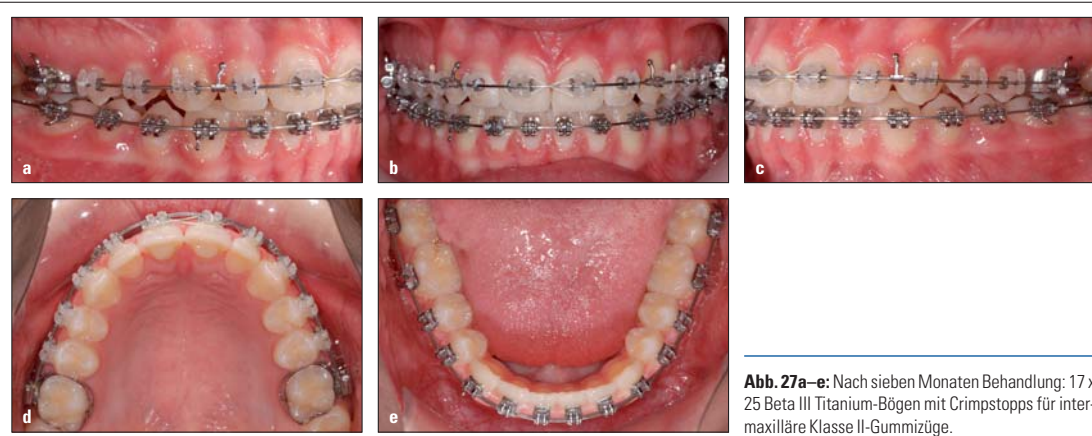 a
b
c
d
e
Abb. 27a–e: Nach sieben Monaten Behandlung: 17 x
25 Beta III Titanium-Bögen mit Crimpstopps für inter-
maxilläre Klasse II-Gummizüge.